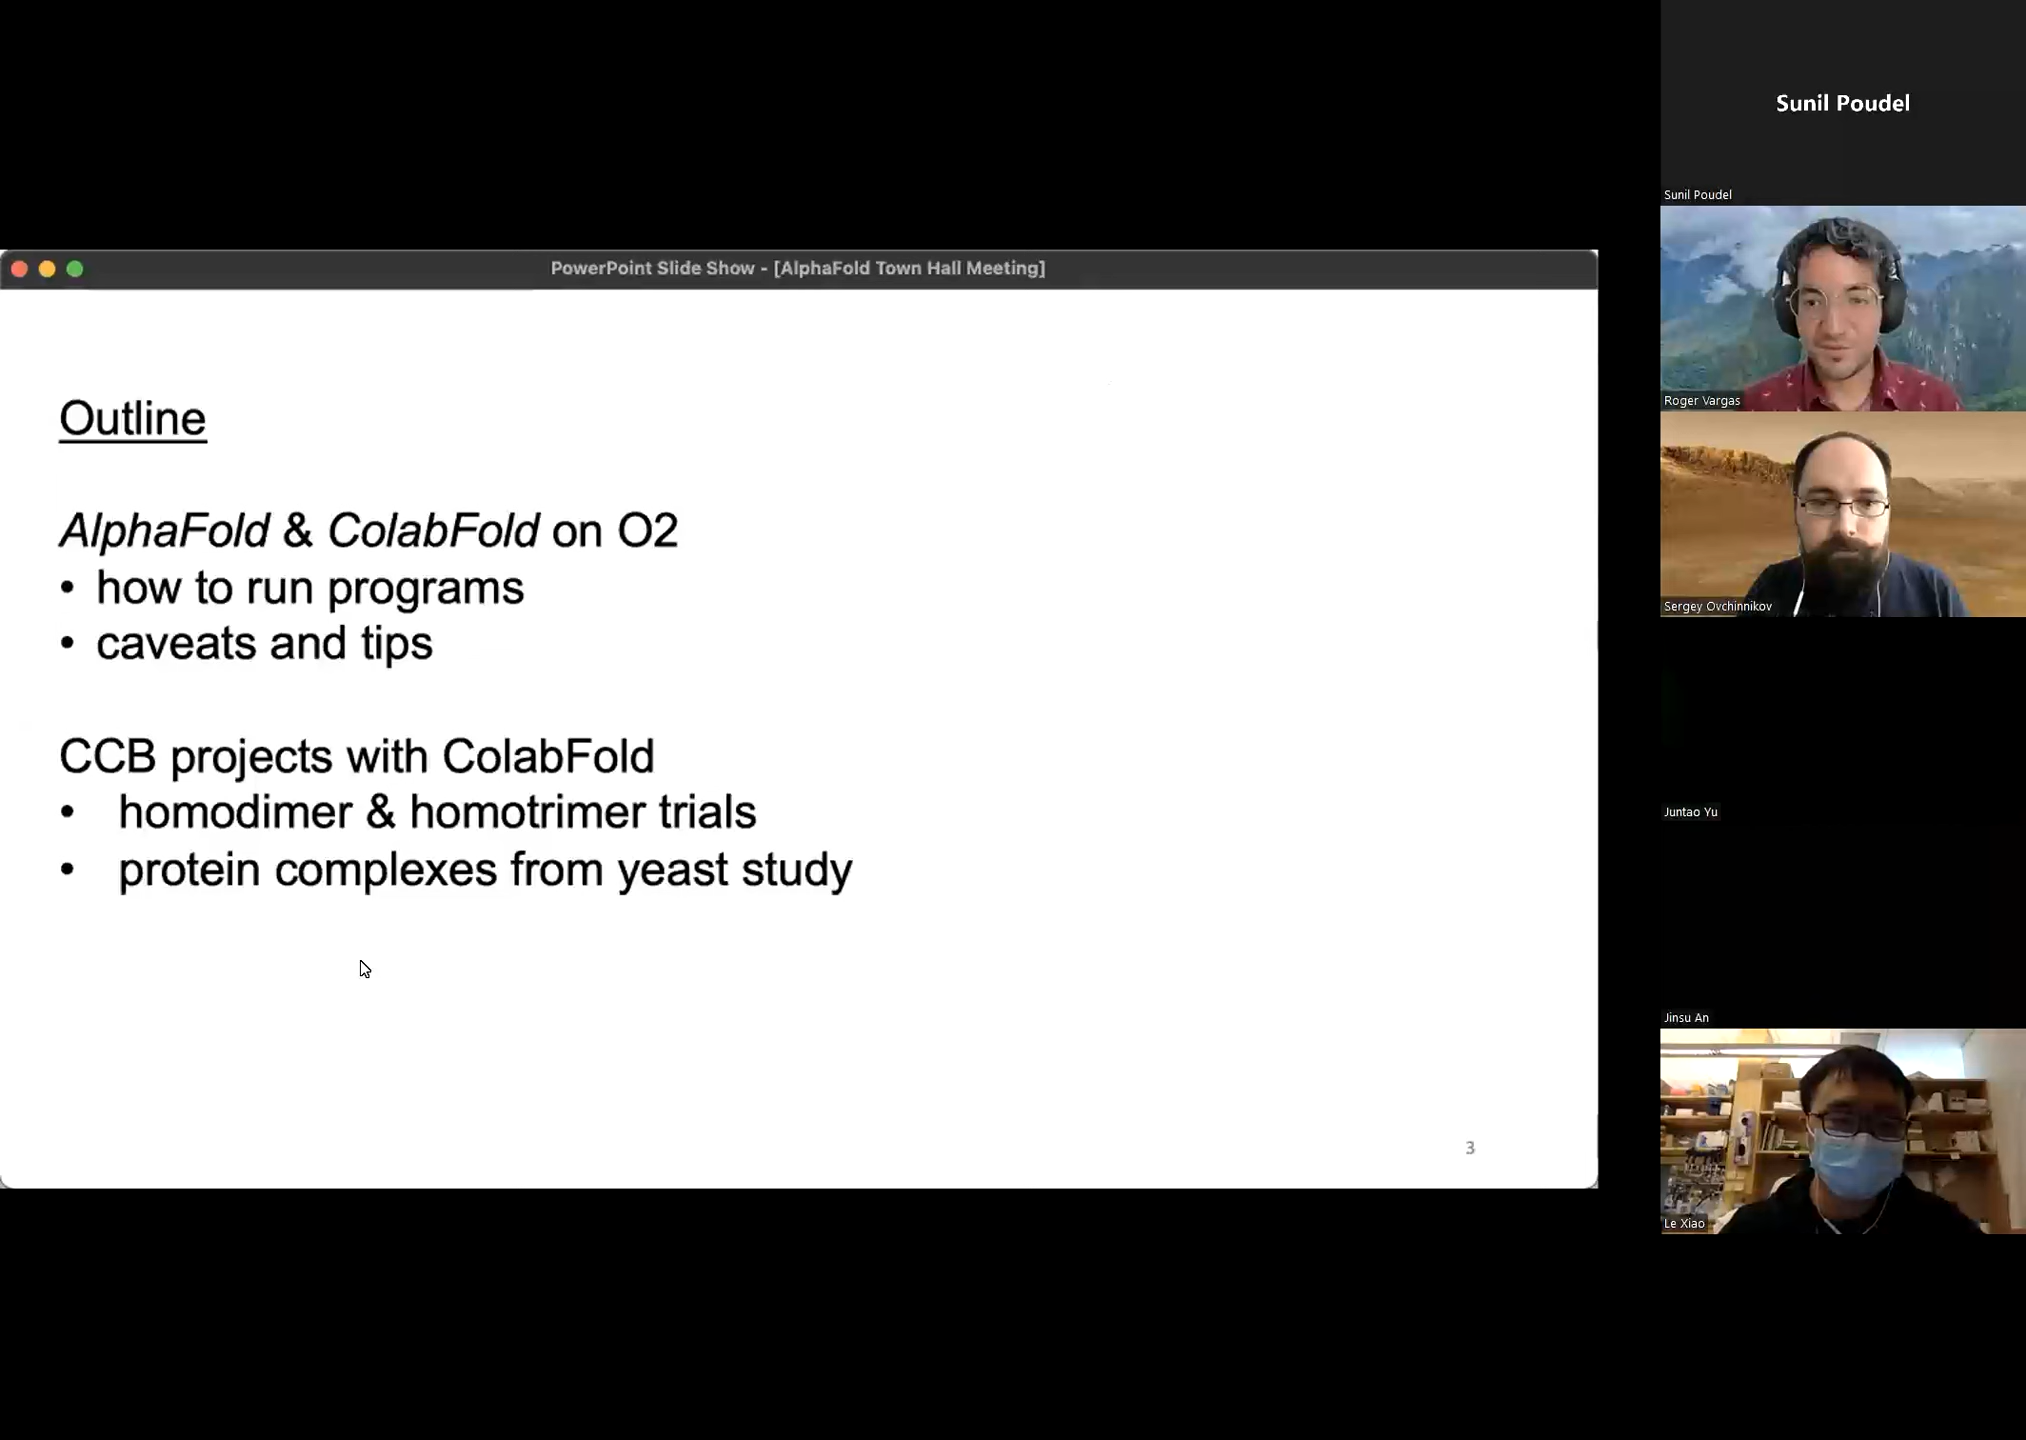 PowerPoint Slide Show - [AlphaFold Town Hall Meeting]
Outline
AlphaFold & ColabFold on O2
• how to run programs
• caveats and tips
CCB projects with ColabFold
• homodimer & homotrimer trials
• protein complexes from yeast study
3
Sunil Poudel
Sunil Poudel
Roger Vargas
Sergey Ovchinnikov
Juntao Yu
Jinsu An
Le Xiao